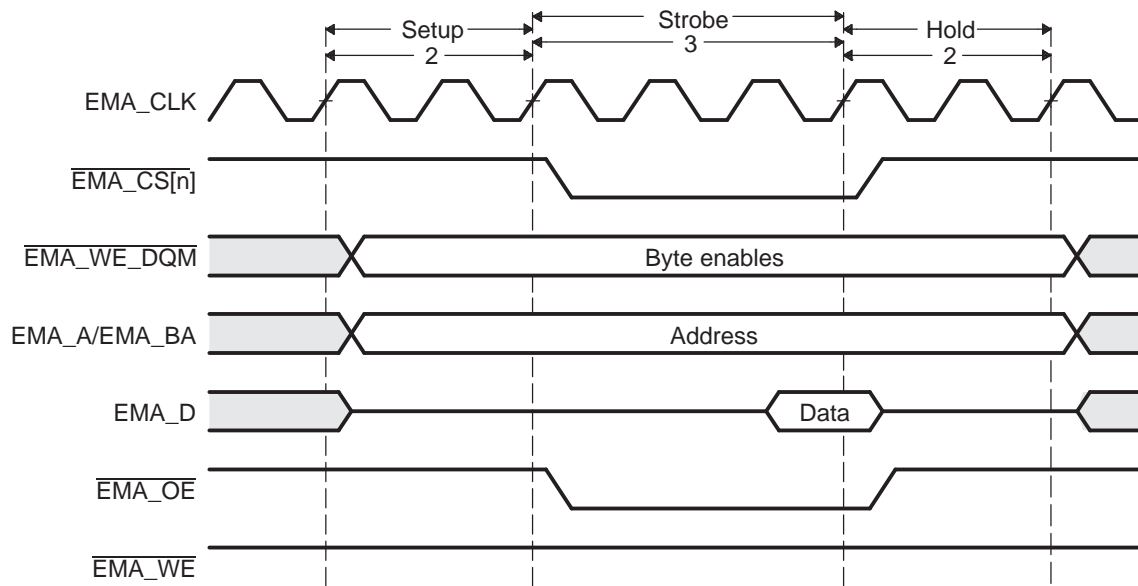 Setup
2
Strobe
3
Hold
2
EMA_CLK
EMA_CS[n]
EMA_WE_DQM
Byte enables
EMA_A/EMA_BA
Address
EMA_D
Data
EMA_OE
EMA_WE